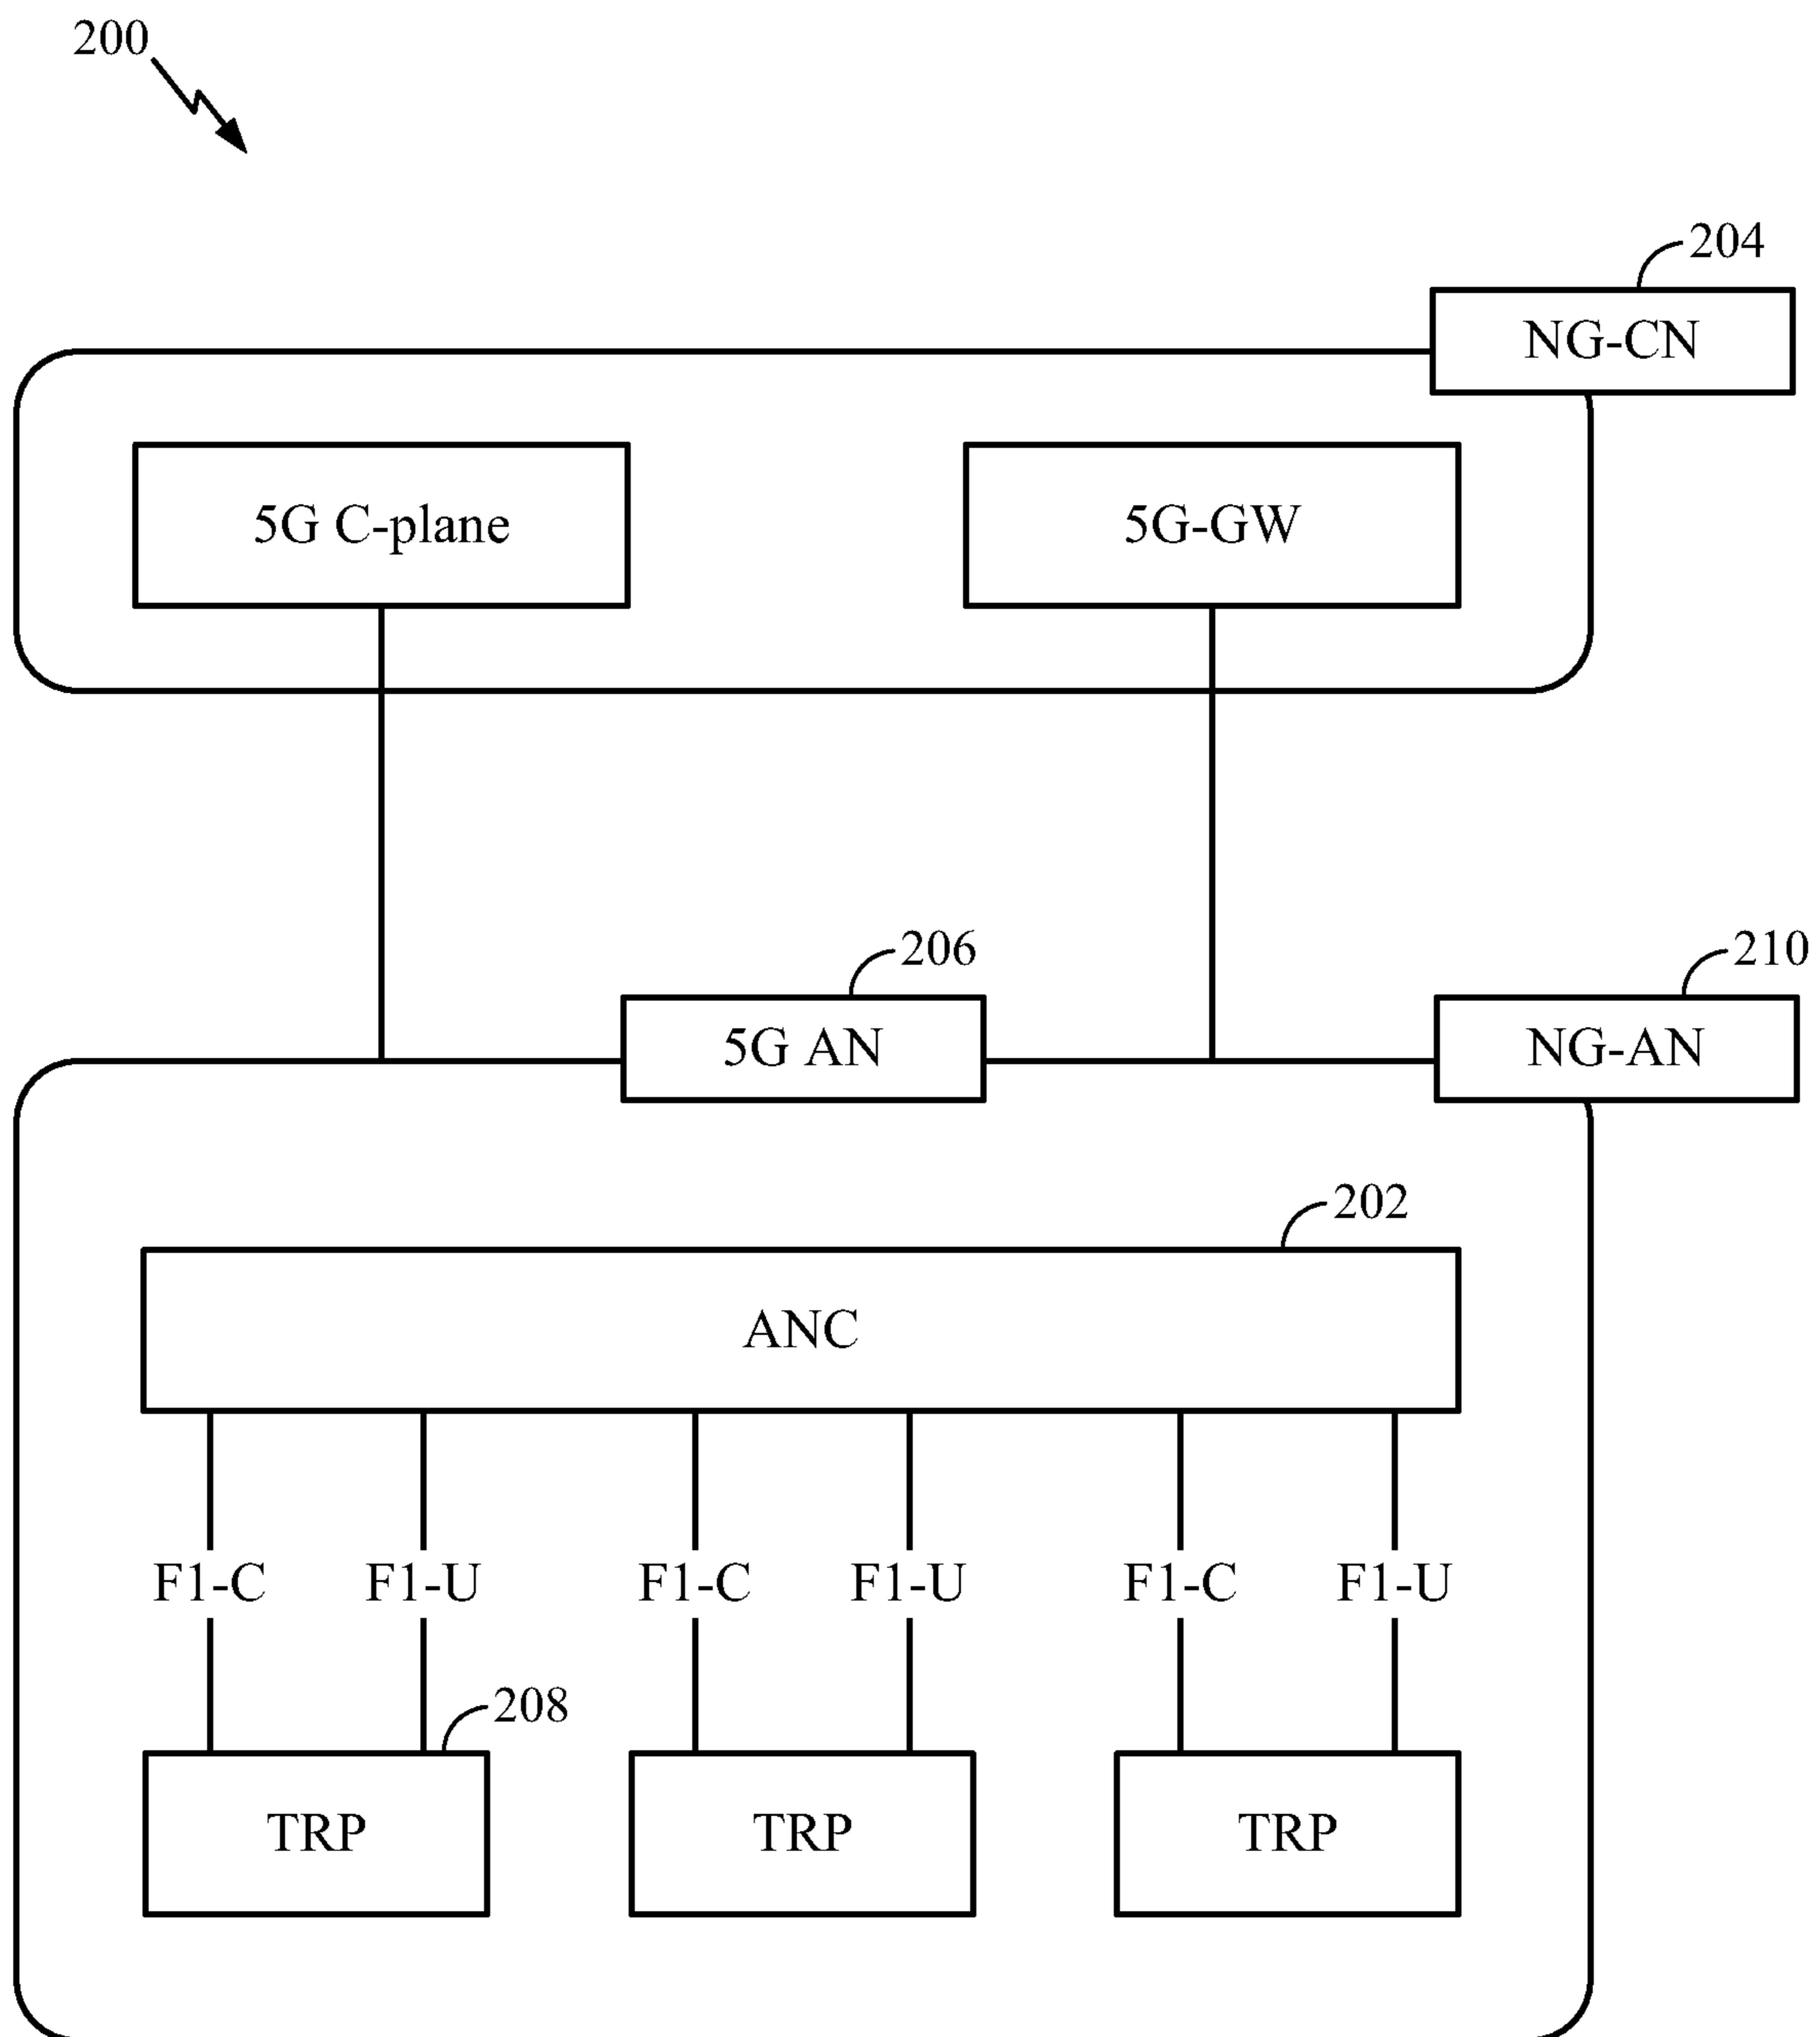 200
204
NG-CN
5G C-plane
5G-GW
206
210
5G AN
NG-AN
202
ANC
F1-C
F1-U
F1-C
F1-U
F1-C
F1-U
208
TRP
TRP
TRP